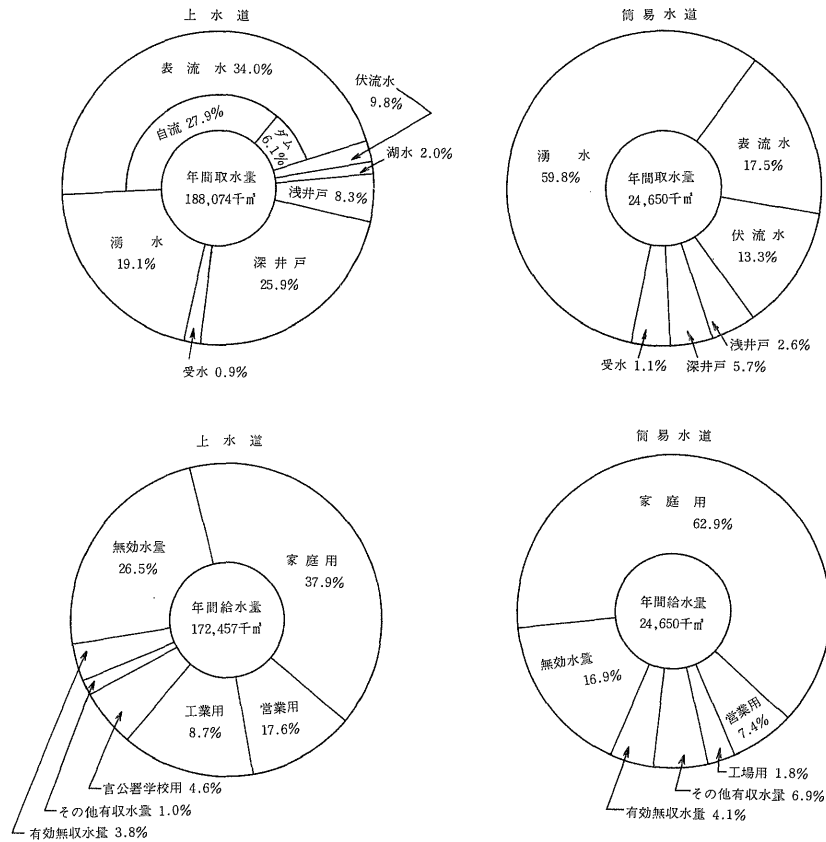 上水道
表流水 34.0%
自流 27.9%
ダム
6.1%
伏流水
9.8%
湖水 2.0%
浅井戸 8.3%
年間取水量
188,074千㎥
湧水
19.1%
深井戸
25.9%
受水 0.9%
簡易水道
湧水
59.8%
表流水
17.5%
年間取水量
24,650千㎥
伏流水
13.3%
浅井戸 2.6%
受水 1.1%
深井戸 5.7%
上水道
無効水量
26.5%
家庭用
37.9%
年間給水量
172,457千㎥
工業用
8.7%
営業用
17.6%
官公署学校用 4.6%
その他有収水量 1.0%
有効無収水量 3.8%
簡易水道
家庭用
62.9%
年間給水量
24,650千㎥
無効水量
16.9%
営業用
7.4%
工場用 1.8%
その他有収水量 6.9%
有効無収水量 4.1%